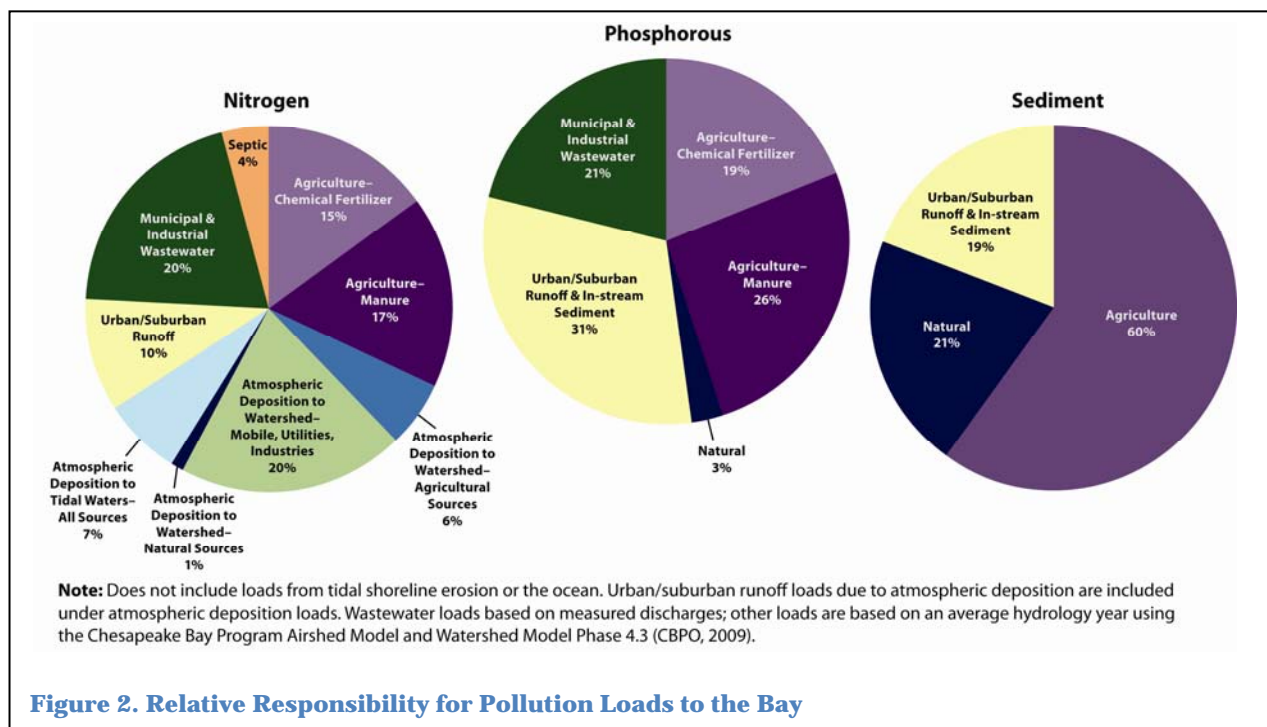 Phosphorous
Nitrogen
Sediment
Septic
4%
Agriculture–
Chemical Fertilizer
15%
Agriculture–
Manure
17%
Atmospheric
Deposition to
Watershed–
Agricultural
Sources
6%
Atmospheric
Deposition to
Watershed–
Mobile, Utilities,
Industries
20%
Atmospheric
Deposition to
Watershed–
Natural Sources
1%
Atmospheric
Deposition to
Tidal Waters–
All Sources
7%
Urban/Suburban
Runoff
10%
Municipal &
Industrial
Wastewater
20%
Municipal &
Industrial
Wastewater
21%
Agriculture–
Chemical Fertilizer
19%
Agriculture–
Manure
26%
Natural
3%
Urban/Suburban
Runoff & In-stream
Sediment
31%
Urban/Suburban
Runoff & In-stream
Sediment
19%
Natural
21%
Agriculture
60%
Note: Does not include loads from tidal shoreline erosion or the ocean. Urban/suburban runoff loads due to atmospheric deposition are included
under atmospheric deposition loads. Wastewater loads based on measured discharges; other loads are based on an average hydrology year using
the Chesapeake Bay Program Airshed Model and Watershed Model Phase 4.3 (CBPO, 2009).
Figure 2. Relative Responsibility for Pollution Loads to the Bay